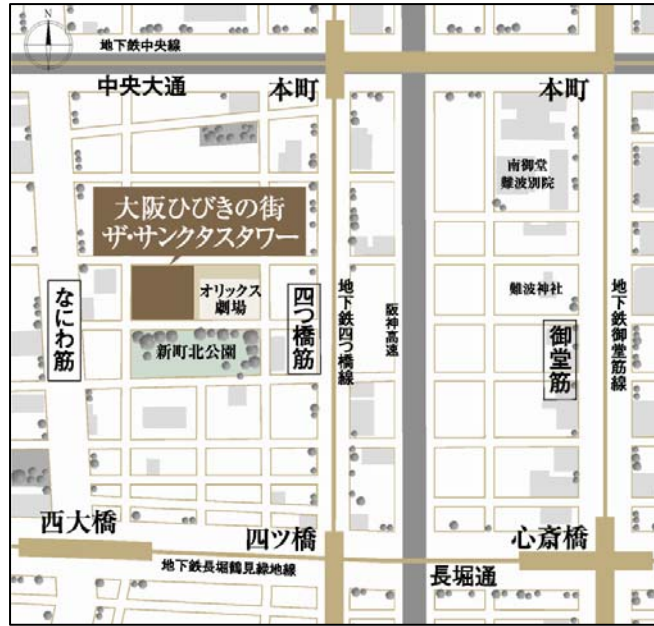 N
地下鉄中央線
中央大通
本町
本町
南御堂
難波別院
大阪ひびきの街
ザ・サンクタスタワー
オリックス
劇場
難波神社
なにわ筋
四つ橋筋
地下鉄四つ橋線
阪神高速
御堂筋
地下鉄御堂筋線
新町北公園
西大橋
四ツ橋
心斎橋
地下鉄長堀鶴見緑地線
長堀通